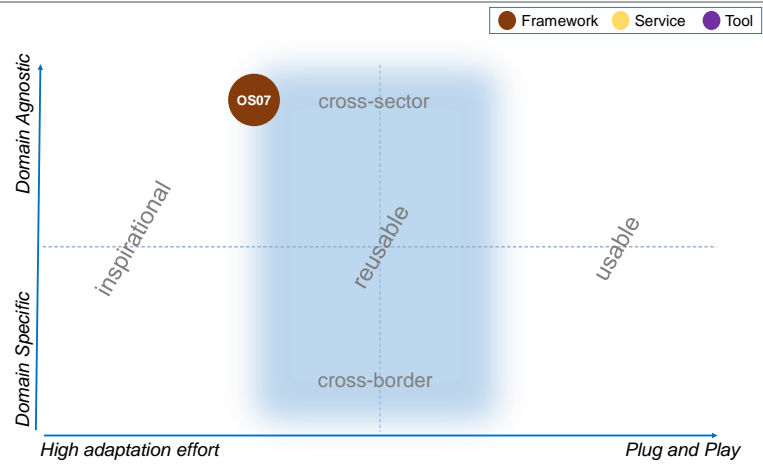 Framework Service Tool
Domain Agnostic
OS07
cross-sector
inspirational
reusable
usable
Domain Specific
cross-border
High adaptation effort
Plug and Play